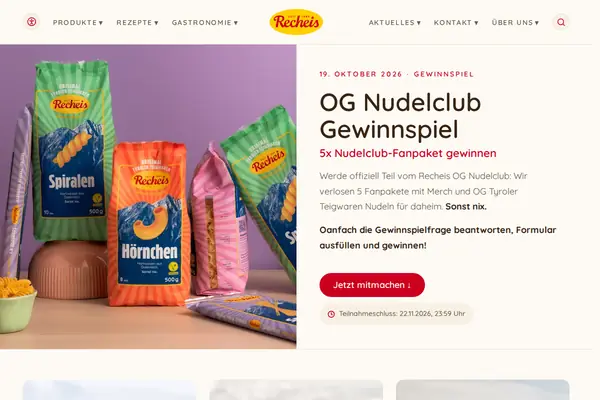 PRODUKTE ▾ REZEPTE ▾ GASTRONOMIE ▾ Recheis AKTUELLES ▾ KONTAKT ▾ ÜBER UNS ▾
19. OKTOBER 2026 · GEWINNSPIEL
OG Nudelclub
Gewinnspiel
5x Nudelclub-Fanpaket gewinnen
Werde offiziell Teil vom Recheis OG Nudelclub: Wir
verlosen 5 Fanpakete mit Merch und OG Tyroler
Teigwaren Nudeln für daheim. Sonst nix.
Oanfach die Gewinnspielfrage beantworten, Formular
ausfüllen und gewinnen!
Jetzt mitmachen ↓
Teilnahmeschluss: 22.11.2026, 23:59 Uhr
Recheis
Spiralen
500g
Recheis
Hörnchen
500g
Recheis